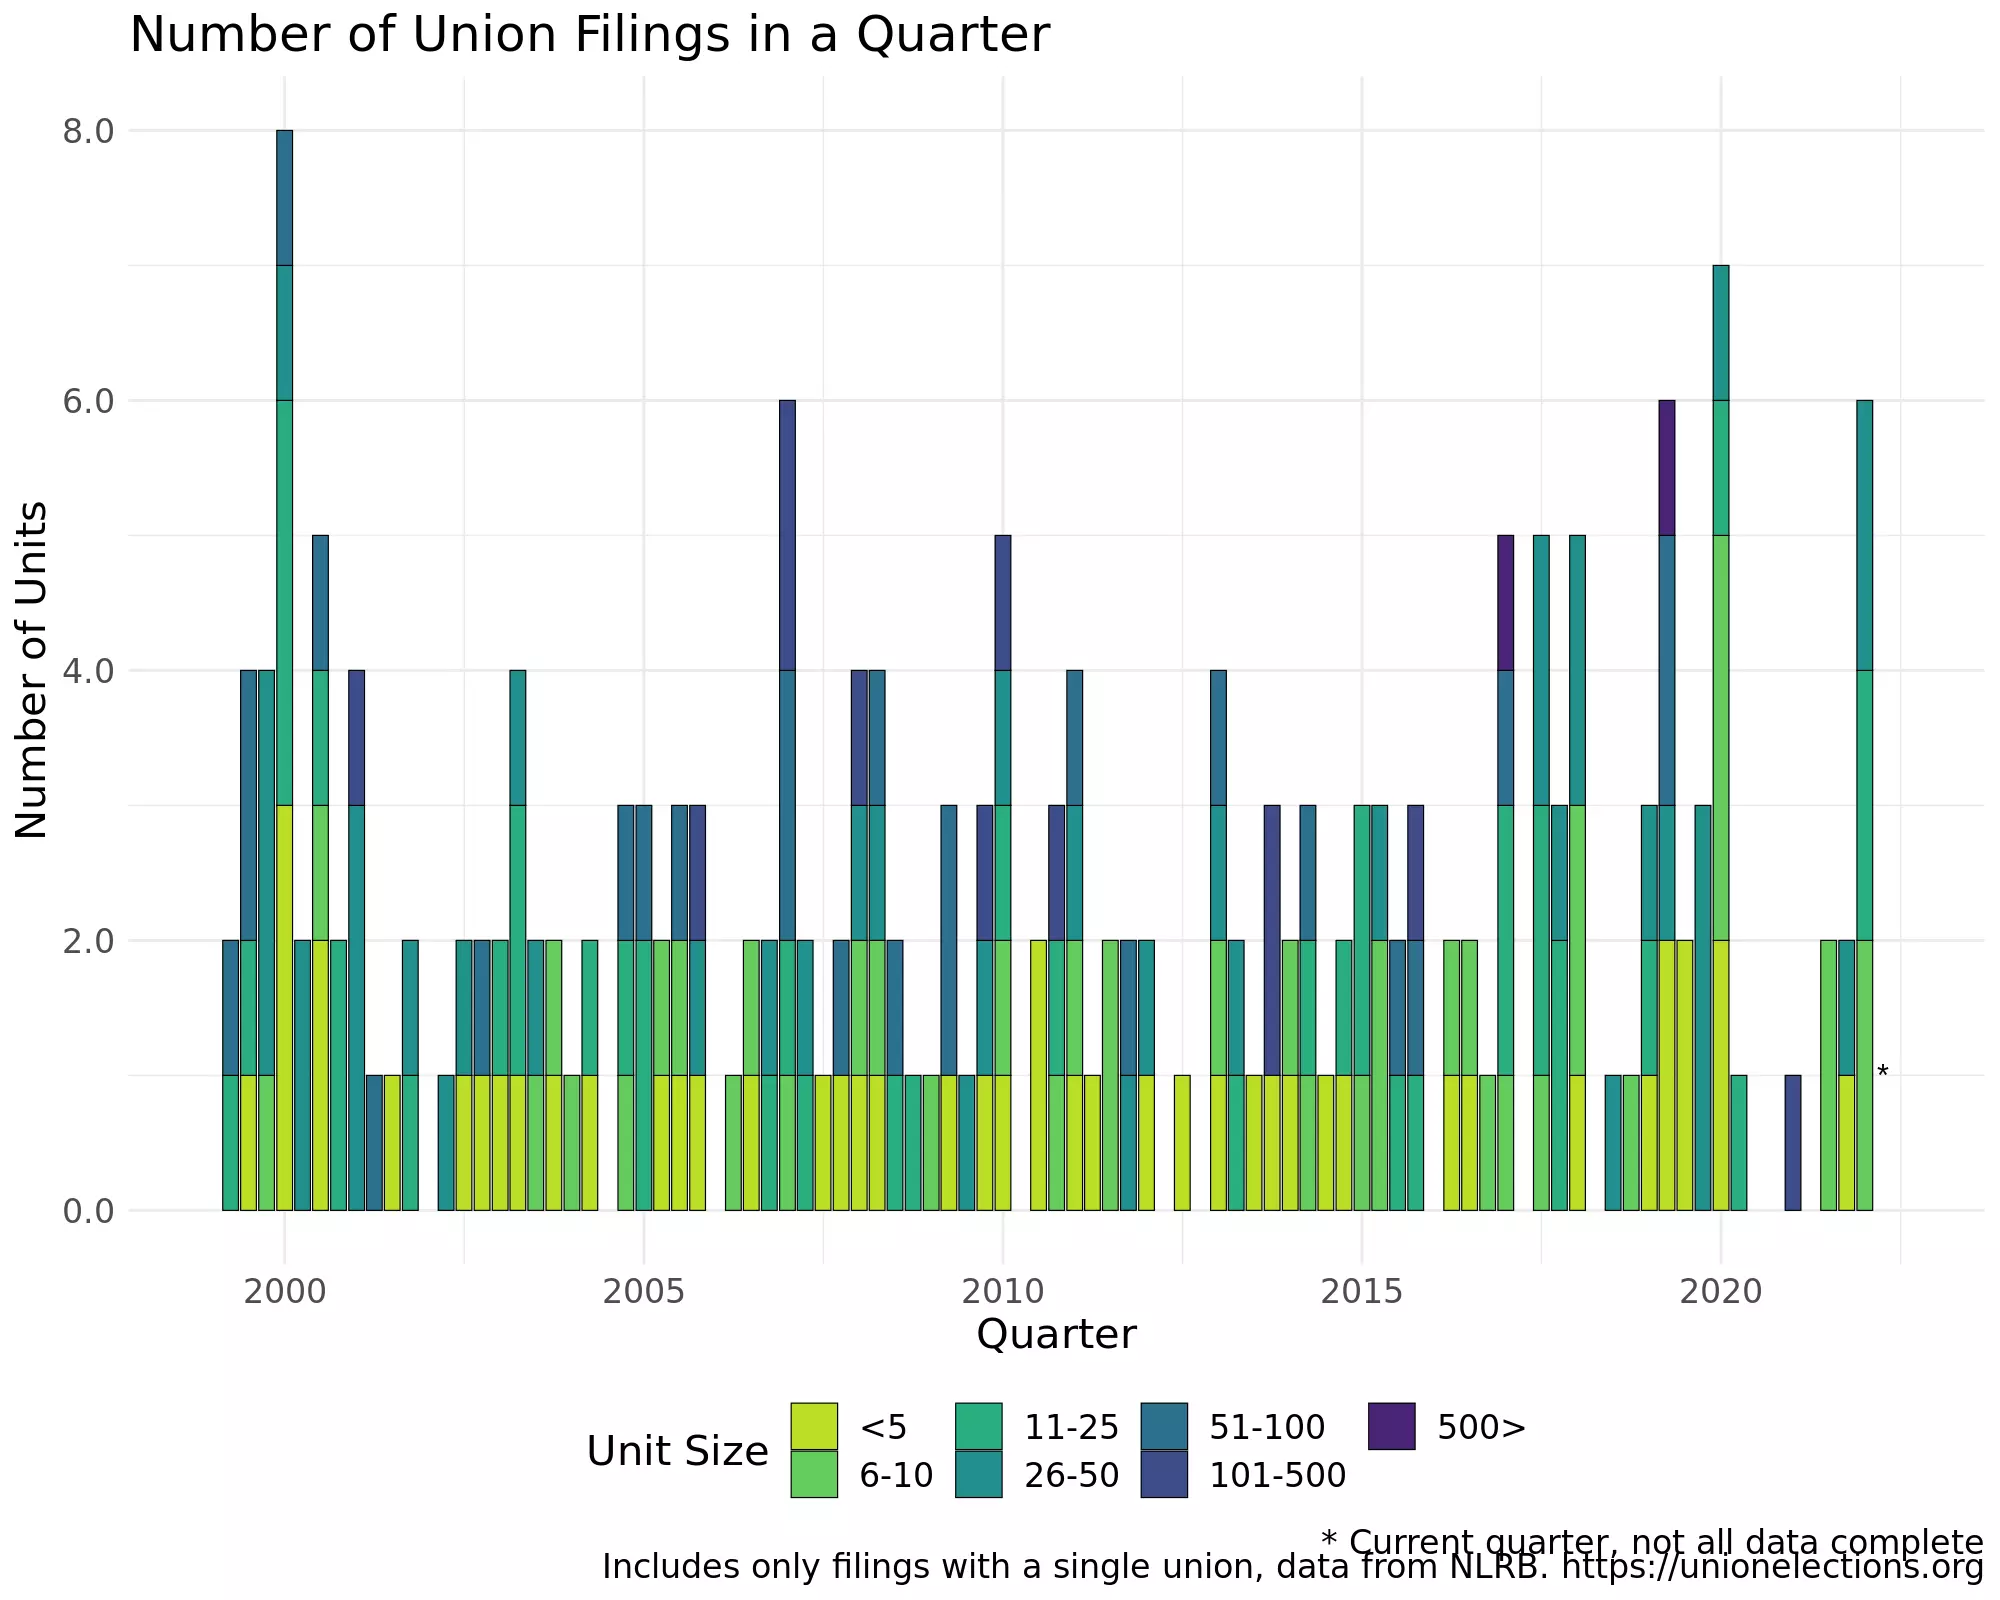 Number of Union Filings in a Quarter
Number of Units
8.0
6.0
4.0
2.0
0.0
*
2000 2005 2010 2015 2020
Quarter
Unit Size
<5 11-25 51-100 500>
6-10 26-50 101-500
* Current quarter, not all data complete
Includes only filings with a single union, data from NLRB. https://unionelections.org